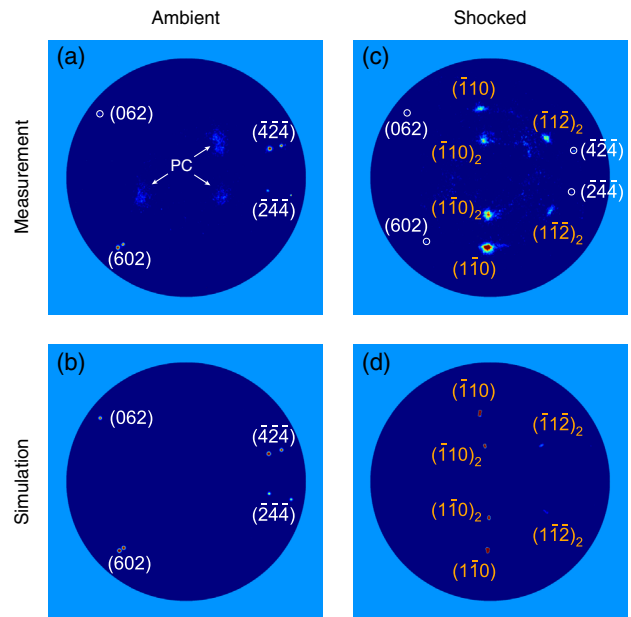 Ambient
Shocked
Measurement
(a)
(062)
PC
(4̄2̄4̄)
(2̄4̄4̄)
(602)
(c)
(1̄10)
(062)
(1̄12̄)₂
(1̄10)₂
(4̄2̄4̄)
(2̄4̄4̄)
(11̄0)₂
(602)
(11̄2̄)₂
(11̄0)
Simulation
(b)
(062)
(4̄2̄4̄)
(2̄4̄4̄)
(602)
(d)
(1̄10)
(1̄12̄)₂
(1̄10)₂
(11̄0)₂
(11̄2̄)₂
(11̄0)